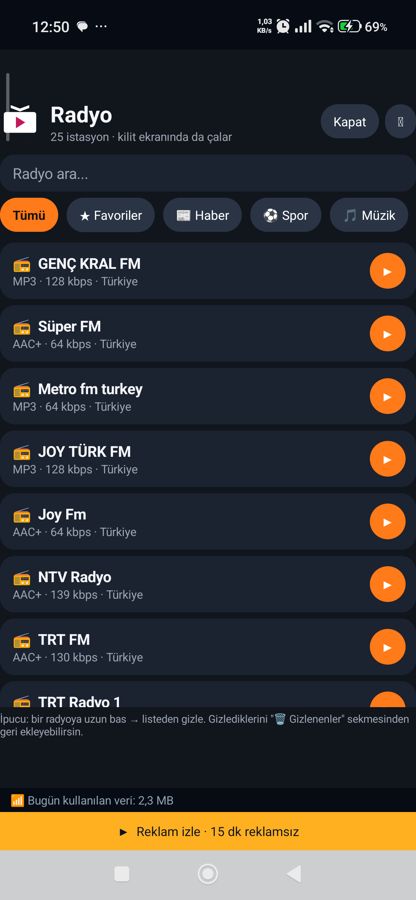 12:50
1,03 KB/s
69%
Radyo
25 istasyon · kilit ekranında da çalar
Kapat
Radyo ara...
Tümü
★ Favoriler
Haber
Spor
Müzik
GENÇ KRAL FM
MP3 · 128 kbps · Türkiye
Süper FM
AAC+ · 64 kbps · Türkiye
Metro fm turkey
MP3 · 64 kbps · Türkiye
JOY TÜRK FM
MP3 · 128 kbps · Türkiye
Joy Fm
AAC+ · 64 kbps · Türkiye
NTV Radyo
AAC+ · 139 kbps · Türkiye
TRT FM
AAC+ · 130 kbps · Türkiye
TRT Radyo 1
İpucu: bir radyoya uzun bas → listeden gizle. Gizlediklerini "🗑 Gizlenenler" sekmesinden
geri ekleyebilirsin.
Bugün kullanılan veri: 2,3 MB
► Reklam izle · 15 dk reklamsız